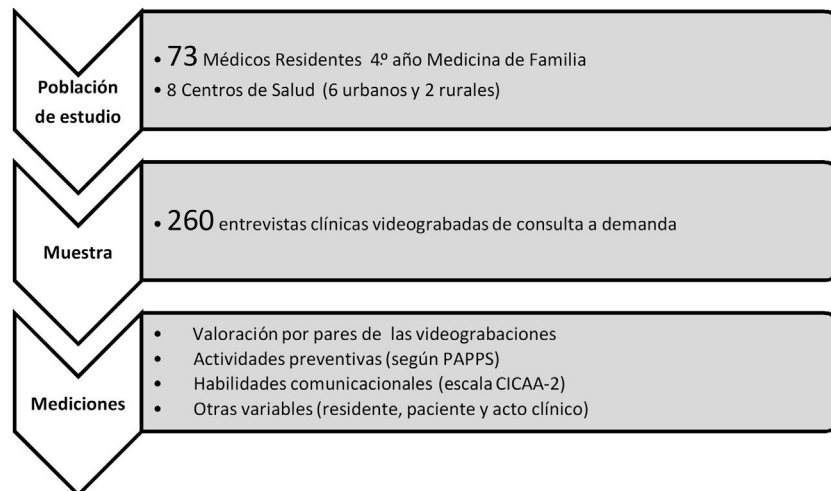 Población
de estudio
• 73 Médicos Residentes 4º año Medicina de Familia
• 8 Centros de Salud (6 urbanos y 2 rurales)
Muestra
• 260 entrevistas clínicas videograbadas de consulta a demanda
Mediciones
• Valoración por pares de las videograbaciones
• Actividades preventivas (según PAPPS)
• Habilidades comunicacionales (escala CICAA-2)
• Otras variables (residente, paciente y acto clínico)